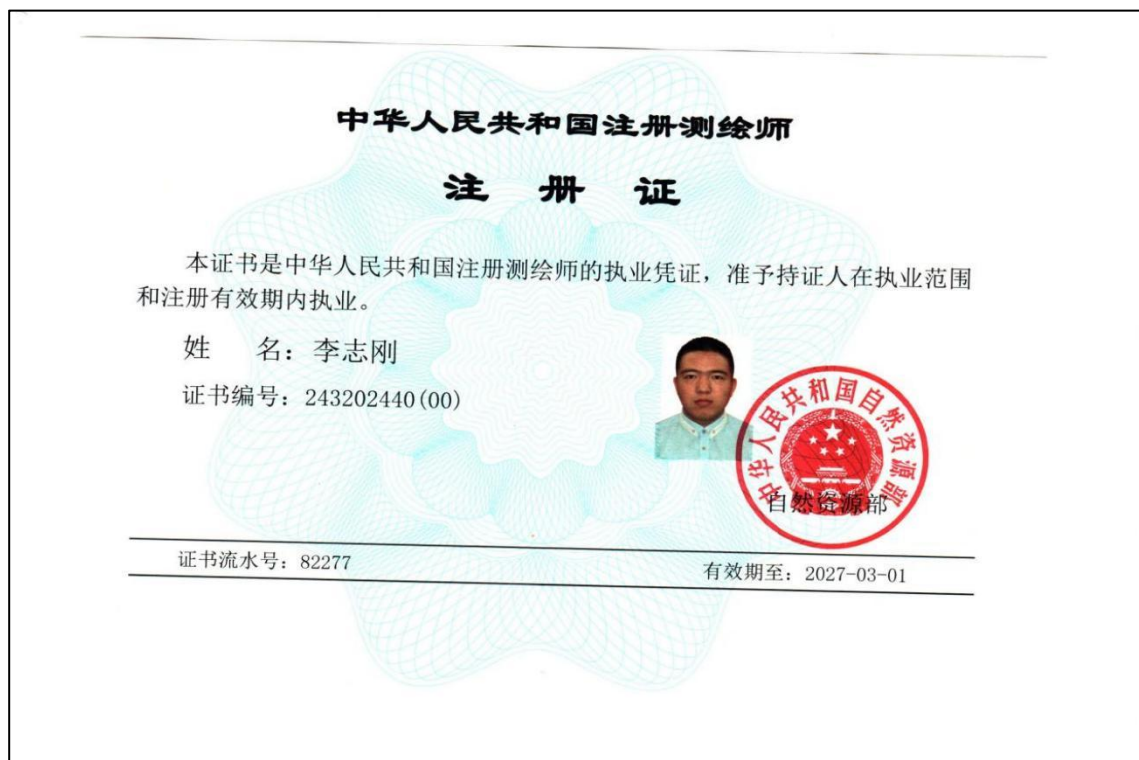 中华人民共和国注册测绘师
注 册 证
本证书是中华人民共和国注册测绘师的执业凭证，准予持证人在执业范围
和注册有效期内执业。
姓 名：李志刚
证书编号：243202440(00)
中华人民共和国自然资源部
自然资源部
证书流水号：82277
有效期至：2027-03-01